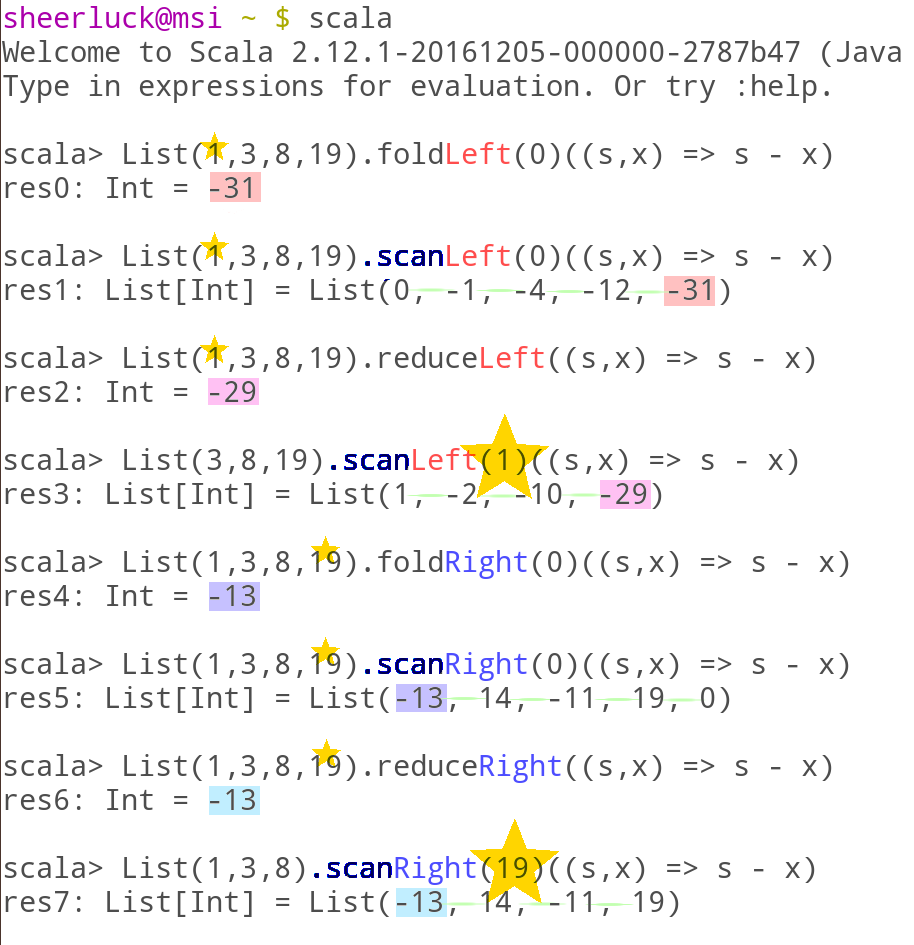 sheerluck@msi ~ $ scala
Welcome to Scala 2.12.1-20161205-000000-2787b47 (Java
Type in expressions for evaluation. Or try :help.
scala> List(1,3,8,19).foldLeft(0)((s,x) => s - x)
res0: Int = -31
scala> List(1,3,8,19).scanLeft(0)((s,x) => s - x)
res1: List[Int] = List(0, -1, -4, -12, -31)
scala> List(1,3,8,19).reduceLeft((s,x) => s - x)
res2: Int = -29
scala> List(3,8,19).scanLeft(1)((s,x) => s - x)
res3: List[Int] = List(1, -2, -10, -29)
scala> List(1,3,8,19).foldRight(0)((s,x) => s - x)
res4: Int = -13
scala> List(1,3,8,19).scanRight(0)((s,x) => s - x)
res5: List[Int] = List(-13, 14, -11, 19, 0)
scala> List(1,3,8,19).reduceRight((s,x) => s - x)
res6: Int = -13
scala> List(1,3,8).scanRight(19)((s,x) => s - x)
res7: List[Int] = List(-13, 14, -11, 19)